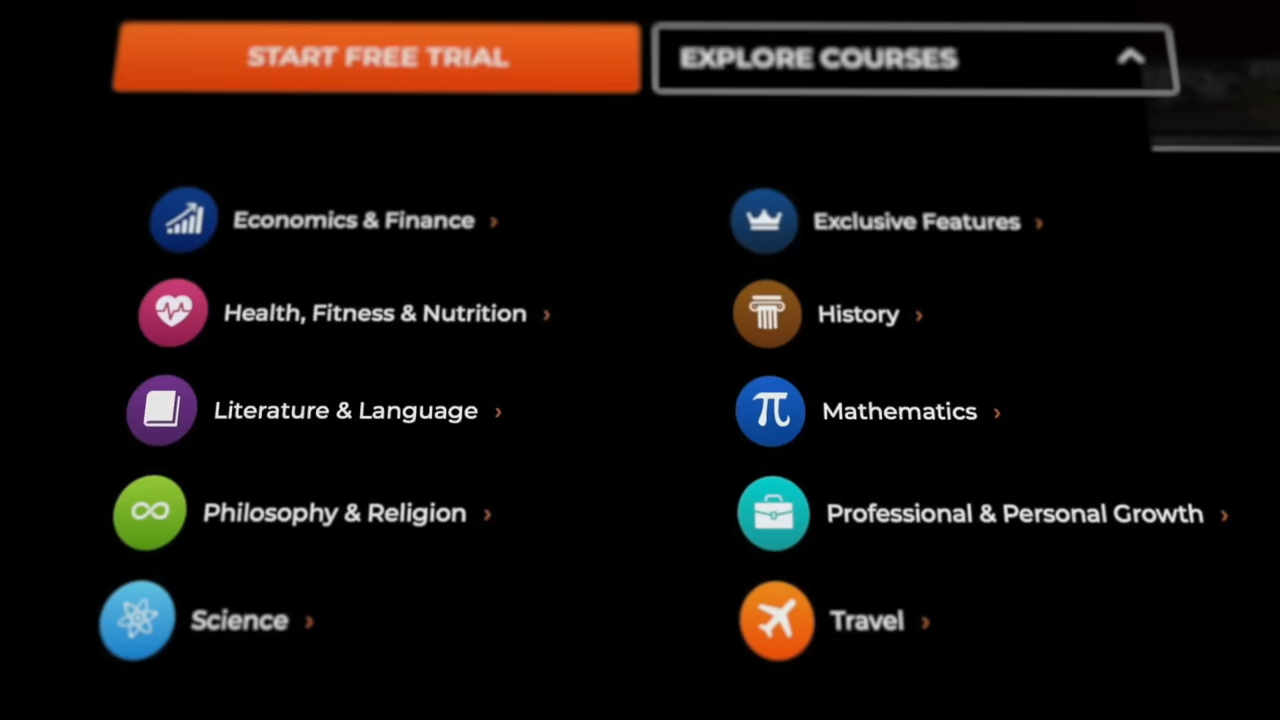 START FREE TRIAL
EXPLORE COURSES
Economics & Finance
Exclusive Features
Health, Fitness & Nutrition
History
Literature & Language
Mathematics
Philosophy & Religion
Professional & Personal Growth
Science
Travel